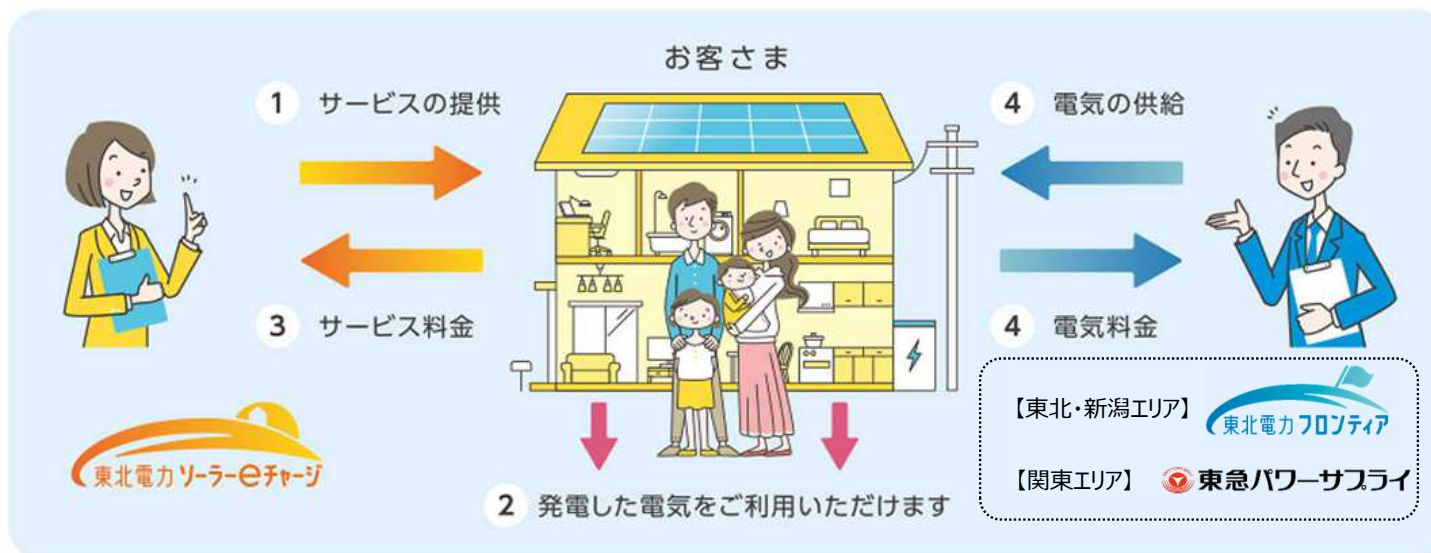 お客さま
1 サービスの提供
3 サービス料金
東北電力 ソーラーeチャージ
2 発電した電気をご利用いただけます
4 電気の供給
4 電気料金
【東北・新潟エリア】 東北電力 フロンティア
【関東エリア】 東急パワーサプライ